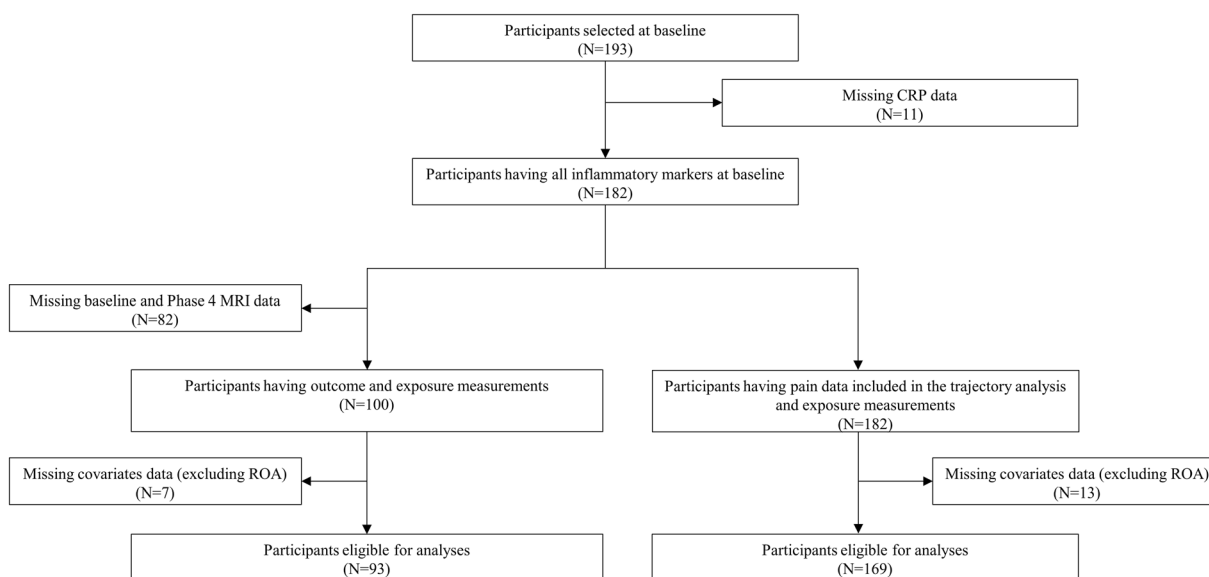 Participants selected at baseline
(N=193)
Missing CRP data
(N=11)
Participants having all inflammatory markers at baseline
(N=182)
Missing baseline and Phase 4 MRI data
(N=82)
Participants having outcome and exposure measurements
(N=100)
Participants having pain data included in the trajectory analysis
and exposure measurements
(N=182)
Missing covariates data (excluding ROA)
(N=7)
Missing covariates data (excluding ROA)
(N=13)
Participants eligible for analyses
(N=93)
Participants eligible for analyses
(N=169)